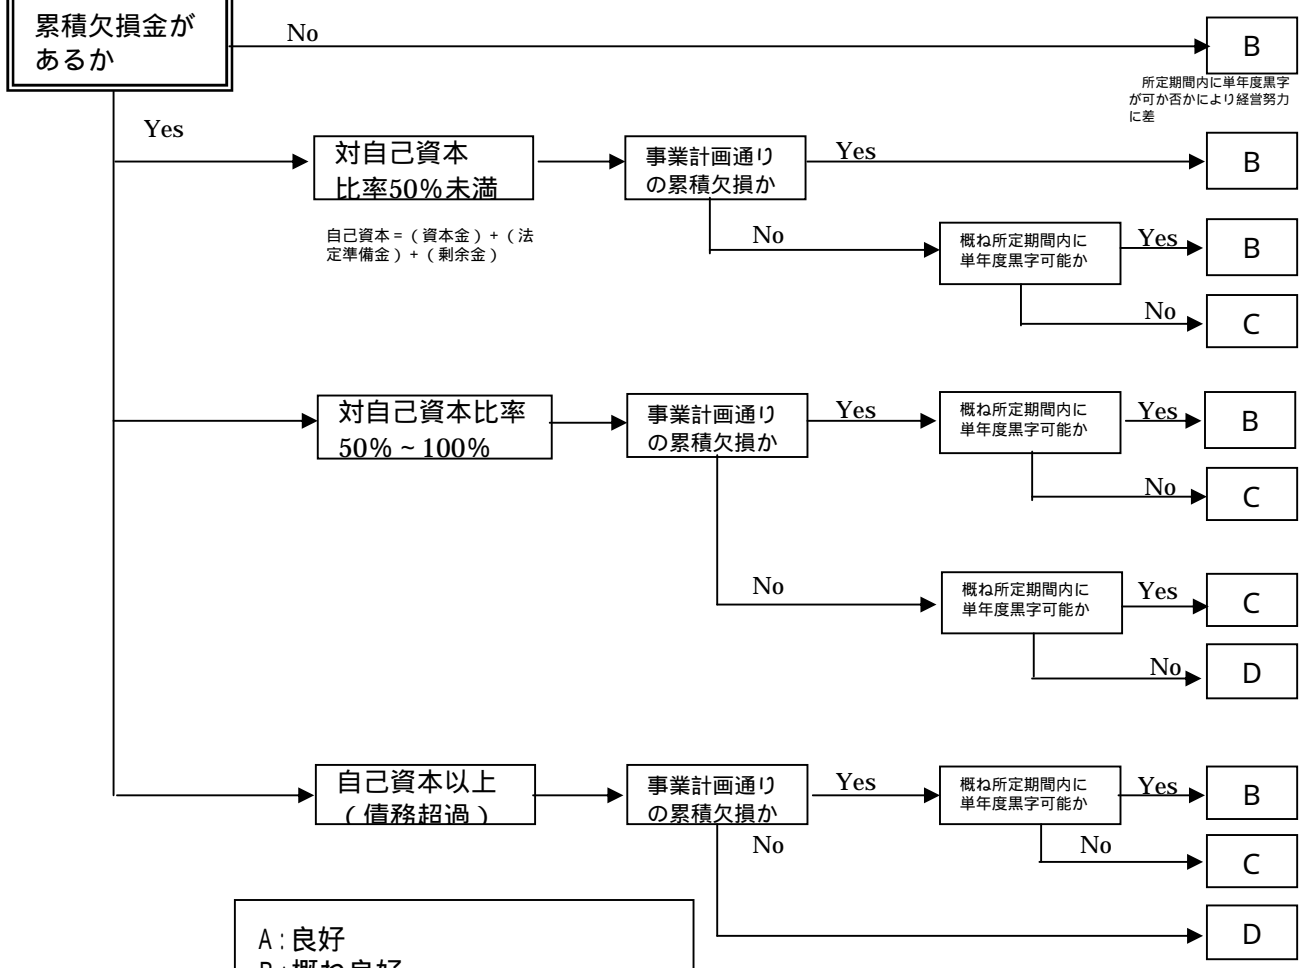 累積欠損金が
あるか
No
B
所定期間内に単年度黒字
が可か否かにより経営努力
に差
Yes
対自己資本
比率50％未満
事業計画通り
の累積欠損か
Yes
B
自己資本＝（資本金）＋（法
定準備金）＋（剰余金）
No
概ね所定期間内に
単年度黒字可能か
Yes
B
No
C
対自己資本比率
50％～100％
事業計画通り
の累積欠損か
Yes
概ね所定期間内に
単年度黒字可能か
Yes
B
No
C
No
概ね所定期間内に
単年度黒字可能か
Yes
C
No
D
自己資本以上
（債務超過）
事業計画通り
の累積欠損か
Yes
概ね所定期間内に
単年度黒字可能か
Yes
B
No
No
C
D
A：良好
B：概ね良好